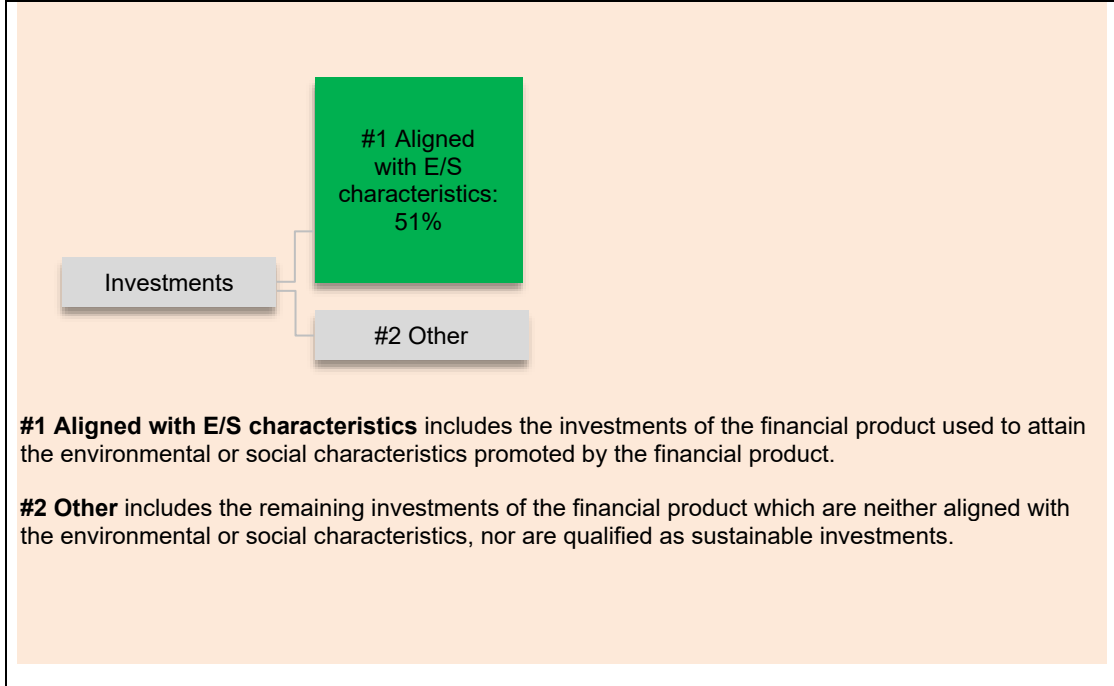 #1 Aligned
with E/S
characteristics:
51%
Investments
#2 Other
#1 Aligned with E/S characteristics includes the investments of the financial product used to attain
the environmental or social characteristics promoted by the financial product.
#2 Other includes the remaining investments of the financial product which are neither aligned with
the environmental or social characteristics, nor are qualified as sustainable investments.